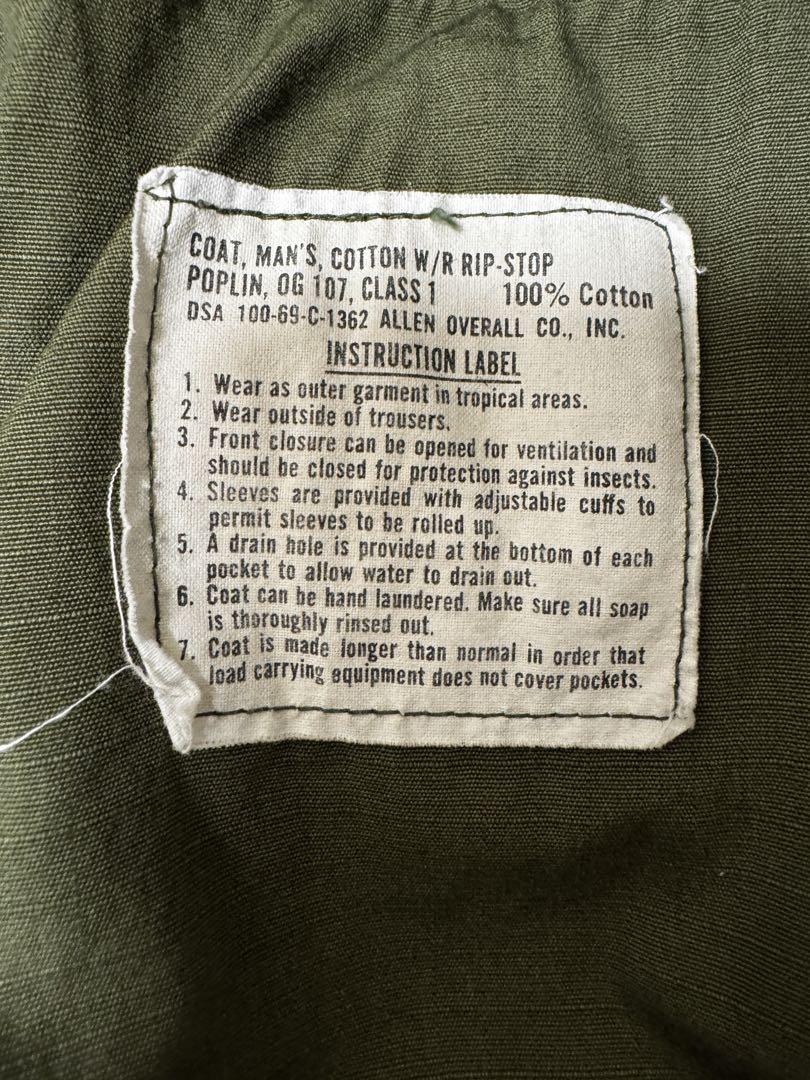 COAT, MAN'S, COTTON W/R RIP-STOP
POPLIN, OG 107, CLASS 1 100% Cotton
DSA 100-69-C-1362 ALLEN OVERALL CO., INC.
INSTRUCTION LABEL
1. Wear as outer garment in tropical areas.
2. Wear outside of trousers.
3. Front closure can be opened for ventilation and
should be closed for protection against insects.
4. Sleeves are provided with adjustable cuffs to
permit sleeves to be rolled up.
5. A drain hole is provided at the bottom of each
pocket to allow water to drain out.
6. Coat can be hand laundered. Make sure all soap
is thoroughly rinsed out.
7. Coat is made longer than normal in order that
load carrying equipment does not cover pockets.